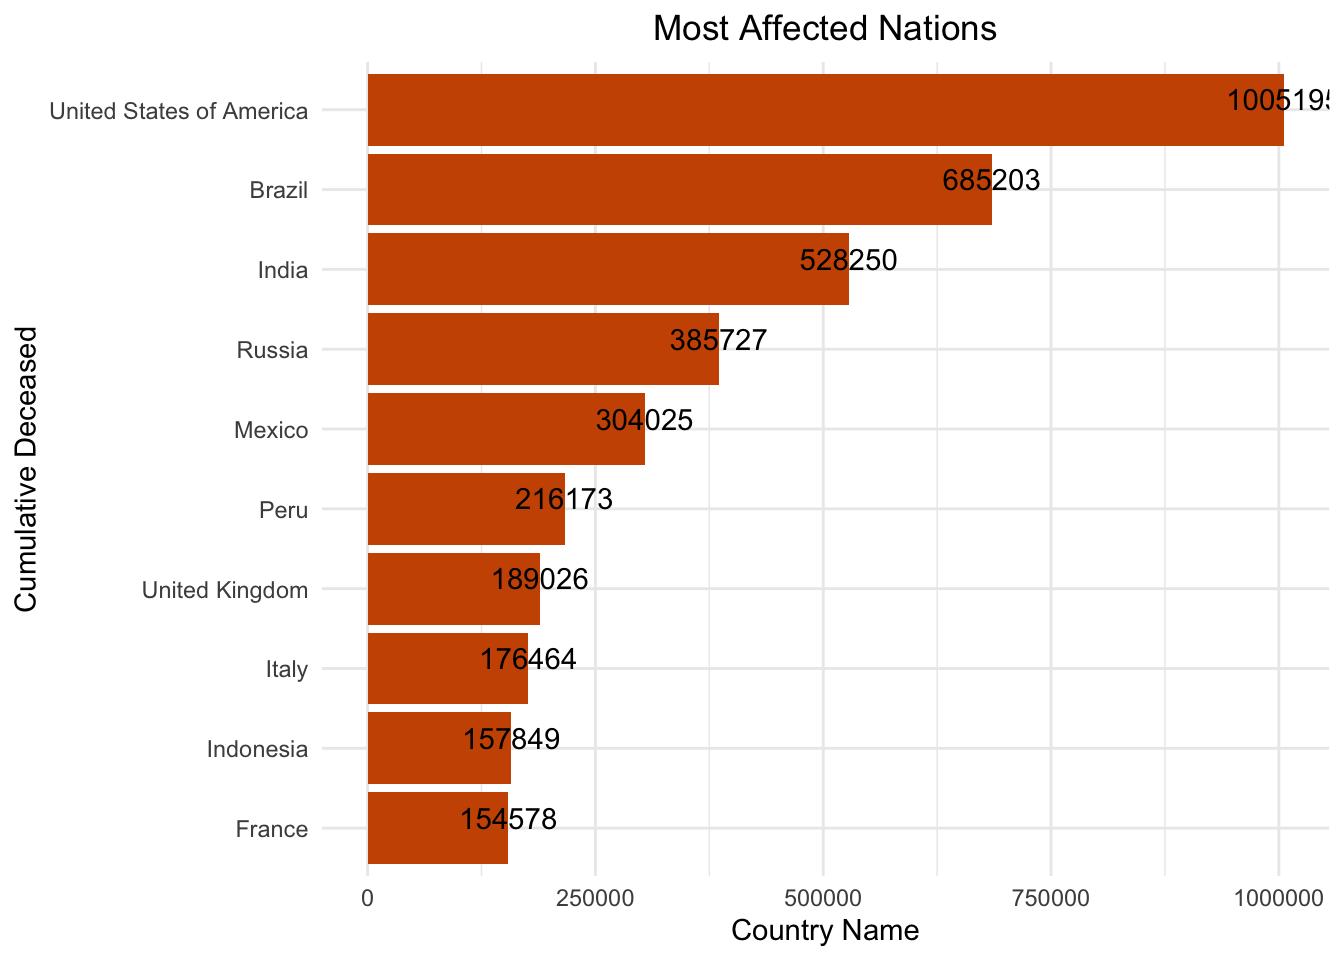 Most Affected Nations
United States of America 1005195
Brazil 685203
India 528250
Russia 385727
Mexico 304025
Peru 216173
United Kingdom 189026
Italy 176464
Indonesia 157849
France 154578
Cumulative Deceased
0 250000 500000 750000 1000000
Country Name